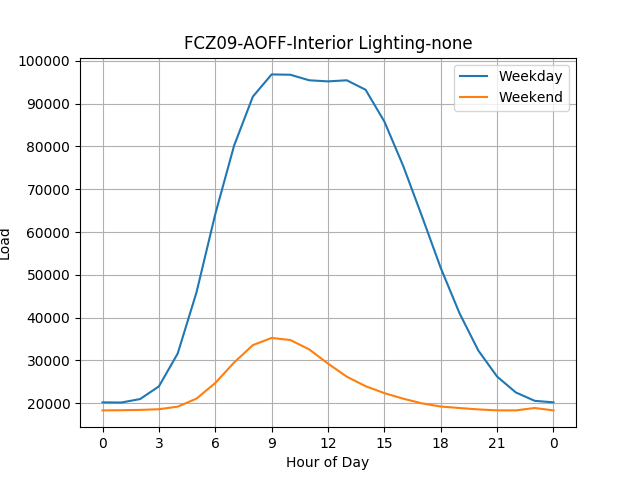 FCZ09-AOFF-Interior Lighting-none
100000
90000
80000
70000
60000
50000
40000
30000
20000
Load
Weekday
Weekend
0 3 6 9 12 15 18 21 0
Hour of Day